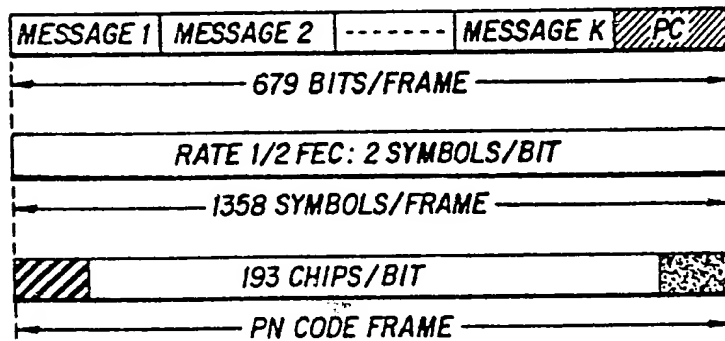 MESSAGE 1 MESSAGE 2 -------- MESSAGE K PC
679 BITS/FRAME
RATE 1/2 FEC: 2 SYMBOLS/BIT
1358 SYMBOLS/FRAME
193 CHIPS/BIT
PN CODE FRAME